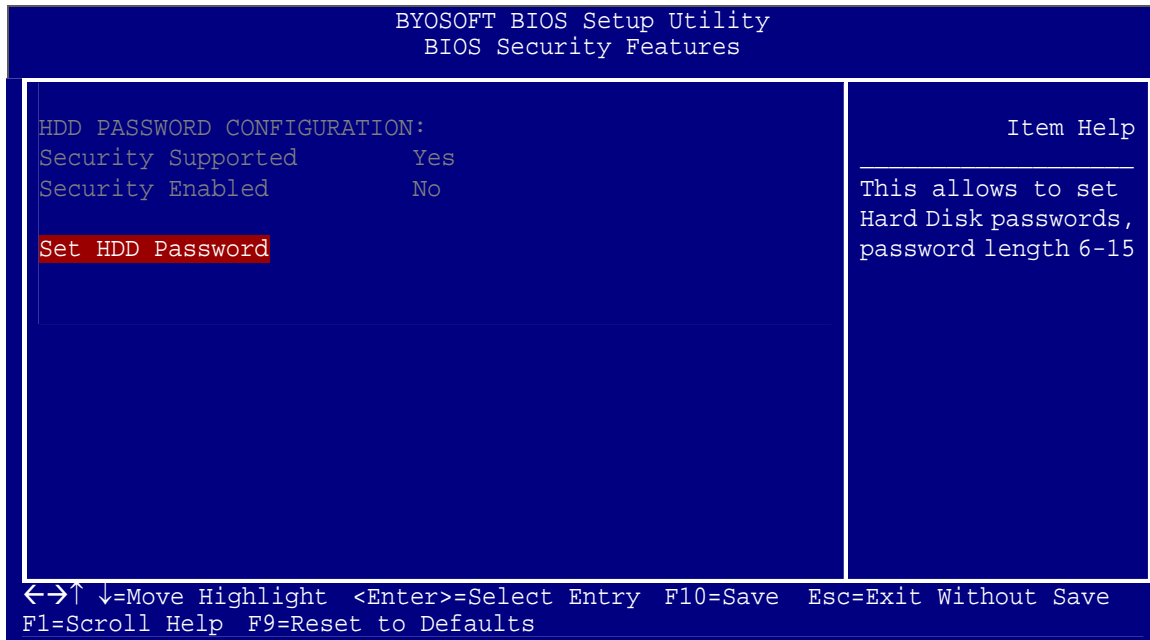 BYOSOFT BIOS Setup Utility
BIOS Security Features
HDD PASSWORD CONFIGURATION:
Security Supported Yes
Security Enabled No
Set HDD Password
Item Help
This allows to set
Hard Disk passwords,
password length 6-15
←→↑ ↓=Move Highlight <Enter>=Select Entry F10=Save Esc=Exit Without Save
F1=Scroll Help F9=Reset to Defaults